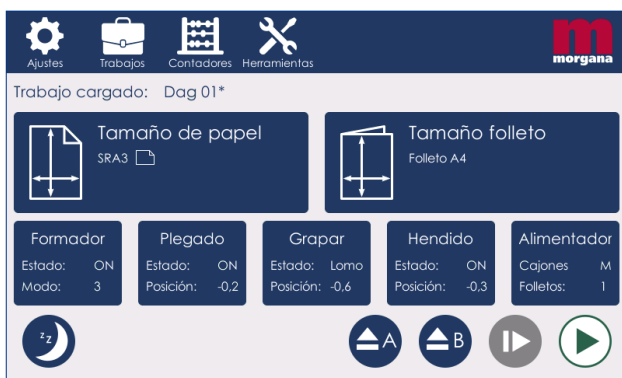 Ajustes Trabajos Contadores Herramientas
morgana
Trabajo cargado: Dag 01*
Tamaño de papel
SRA3
Tamaño folleto
Folleto A4
Formador
Estado: ON
Modo: 3
Plegado
Estado: ON
Posición: -0,2
Grapar
Estado: Lomo
Posición: -0,6
Hendido
Estado: ON
Posición: -0,3
Alimentador
Cajones M
Folletos: 1
z z
A
B